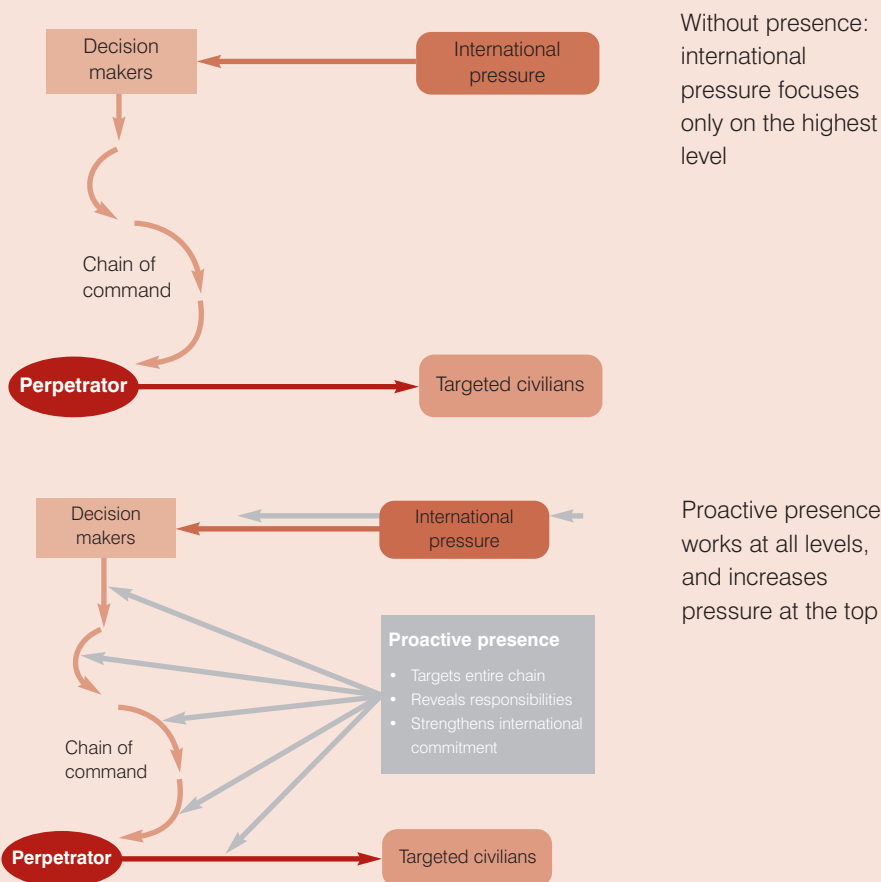 Decision
makers
International
pressure
Without presence:
international
pressure focuses
only on the highest
level
Chain of
command
Perpetrator
Targeted civilians
Decision
makers
International
pressure
Proactive presence
works at all levels,
and increases
pressure at the top
Proactive presence
• Targets entire chain
• Reveals responsibilities
• Strengthens international
commitment
Chain of
command
Perpetrator
Targeted civilians